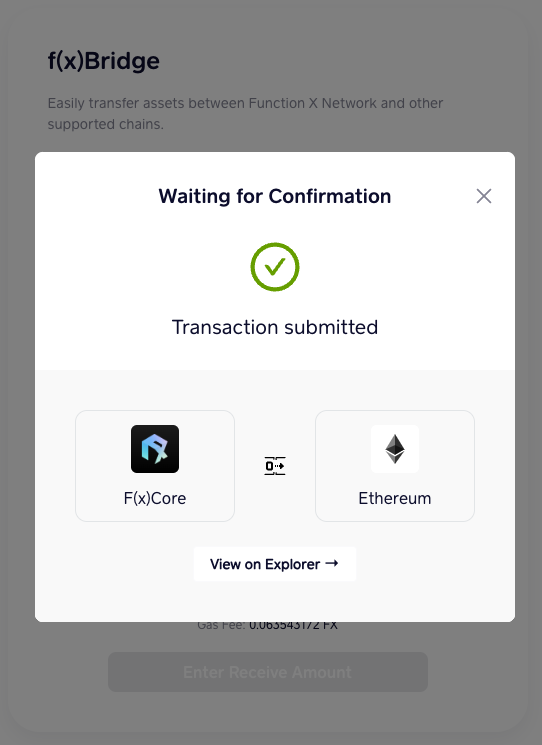 f(x)Bridge
Easily transfer assets between Function X Network and other
supported chains.
Waiting for Confirmation
Transaction submitted
F(x)Core
Ethereum
View on Explorer →
Gas Fee: 0.063543172 FX
Enter Receive Amount